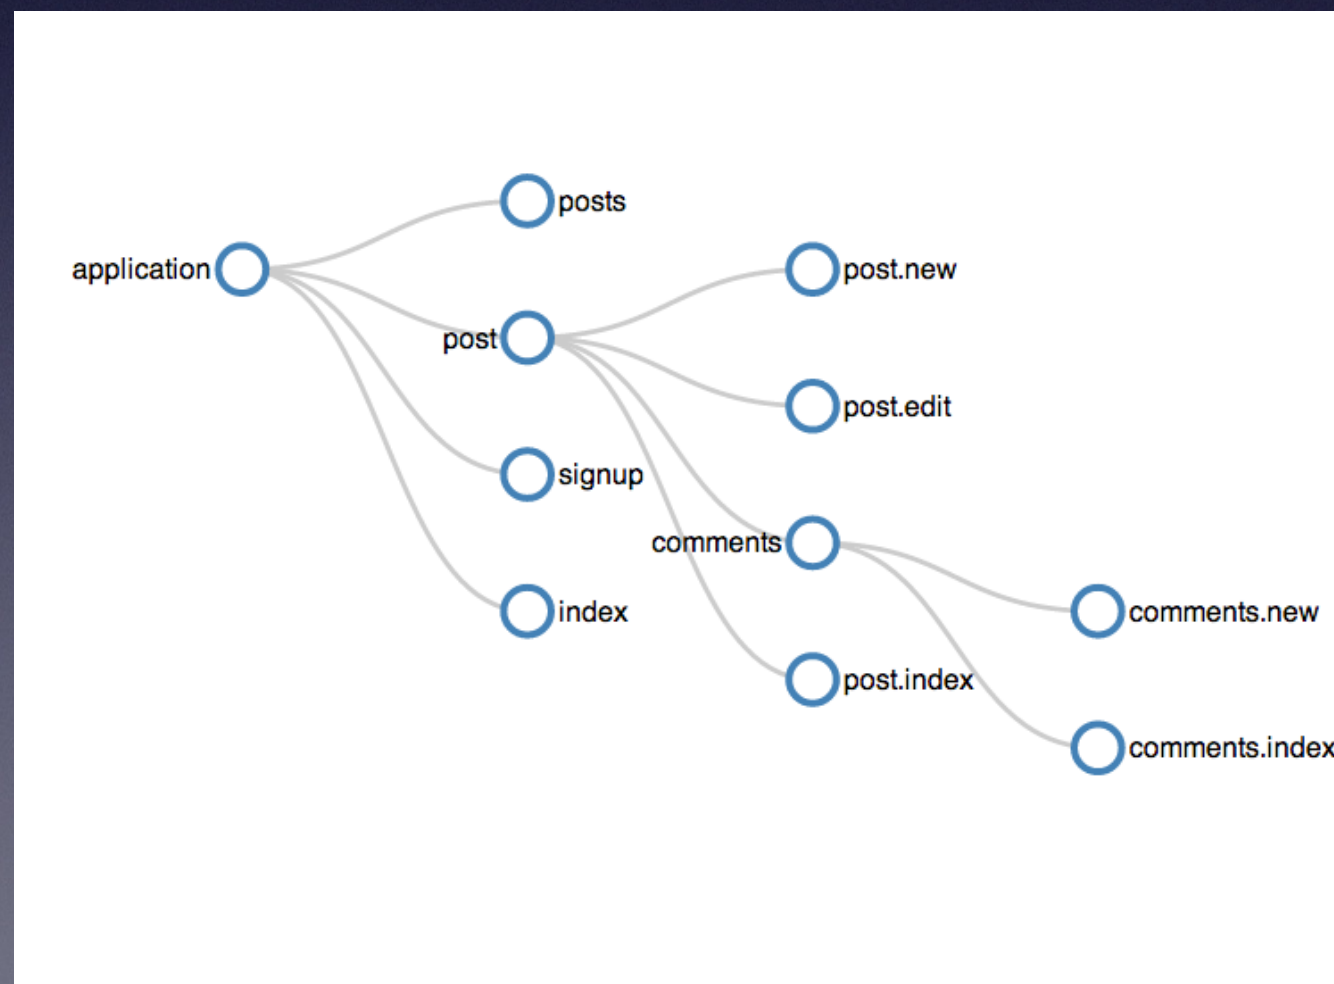 posts
application
post.new
post
post.edit
signup
comments
index
comments.new
post.index
comments.index